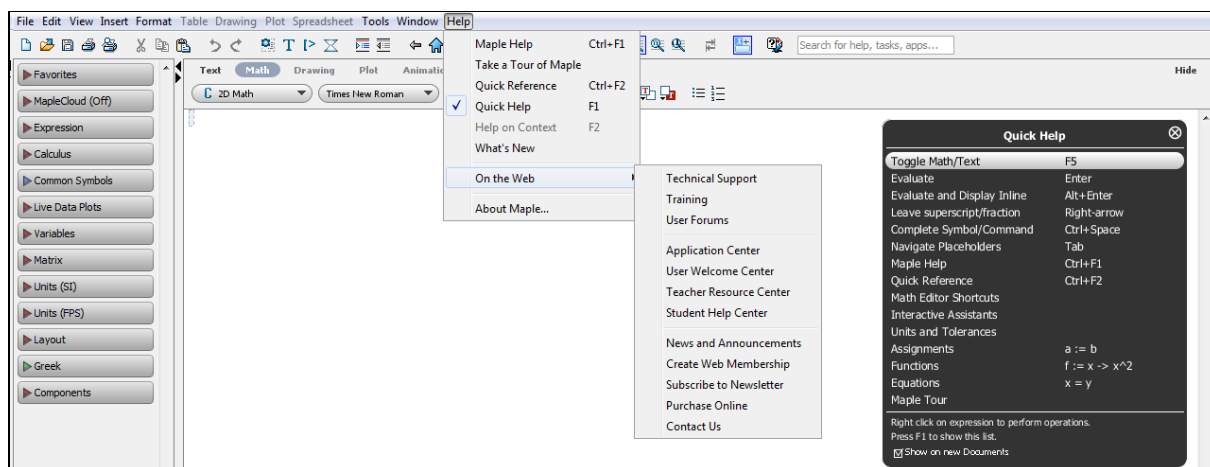 File Edit View Insert Format Table Drawing Plot Spreadsheet Tools Window Help
Search for help, tasks, apps...
Text Math Drawing Plot Hide
C 2D Math Times New Roman
Favorites
MapleCloud (Off)
Expression
Calculus
Common Symbols
Live Data Plots
Variables
Matrix
Units (SI)
Units (FPS)
Layout
Greek
Components
Maple Help Ctrl+F1
Take a Tour of Maple
Quick Reference Ctrl+F2
Quick Help F1
Help on Context F2
What's New
On the Web
About Maple...
Technical Support
Training
User Forums
Application Center
User Welcome Center
Teacher Resource Center
Student Help Center
News and Announcements
Create Web Membership
Subscribe to Newsletter
Purchase Online
Contact Us
Quick Help
Toggle Math/Text F5
Evaluate Enter
Evaluate and Display Inline Alt+Enter
Leave superscript/fraction Right-arrow
Complete Symbol/Command Ctrl+Space
Navigate Placeholders Tab
Maple Help Ctrl+F1
Quick Reference Ctrl+F2
Math Editor Shortcuts
Interactive Assistants
Units and Tolerances
Assignments a := b
Functions f := x -> x^2
Equations x = y
Maple Tour
Right click on expression to perform operations.
Press F1 to show this list.
Show on new Documents